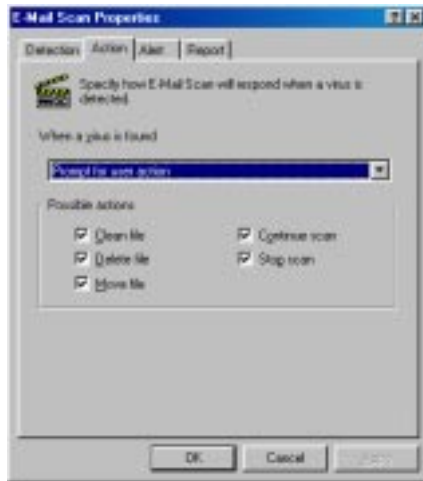 E-Mail Scan Properties
Detection Action Alert Report
Specify how E-Mail Scan will respond when a virus is
detected.
When a virus is found
Prompt for user action
Possible actions
Clean file
Continue scan
Delete file
Stop scan
Move file
OK Cancel